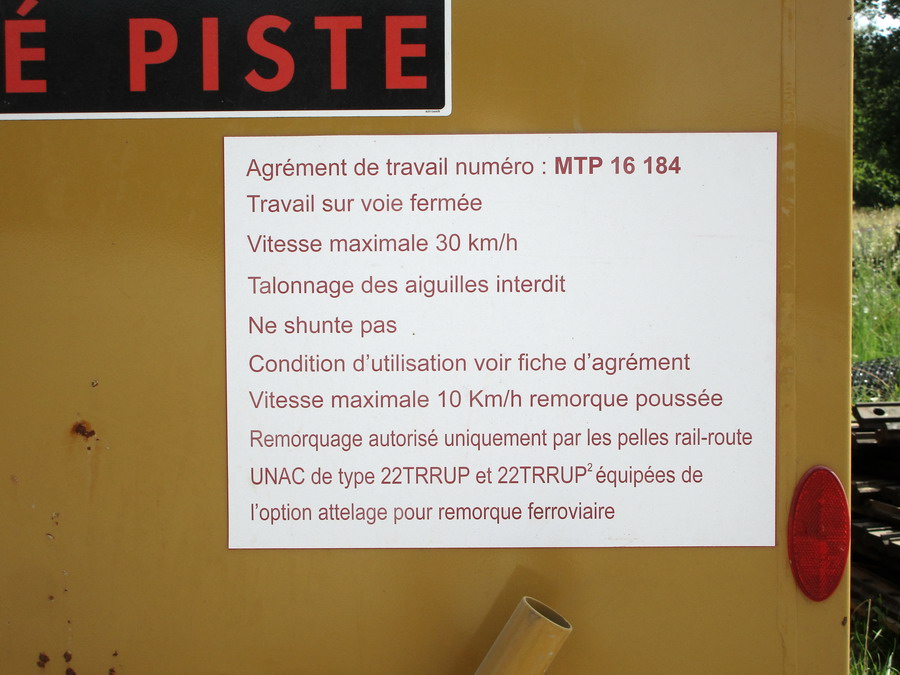 É PISTE
Agrément de travail numéro : MTP 16 184
Travail sur voie fermée
Vitesse maximale 30 km/h
Talonnage des aiguilles interdit
Ne shunte pas
Condition d'utilisation voir fiche d'agrément
Vitesse maximale 10 Km/h remorque poussée
Remorquage autorisé uniquement par les pelles rail-route
UNAC de type 22TRRUP et 22TRRUP² équipées de
l'option attelage pour remorque ferroviaire